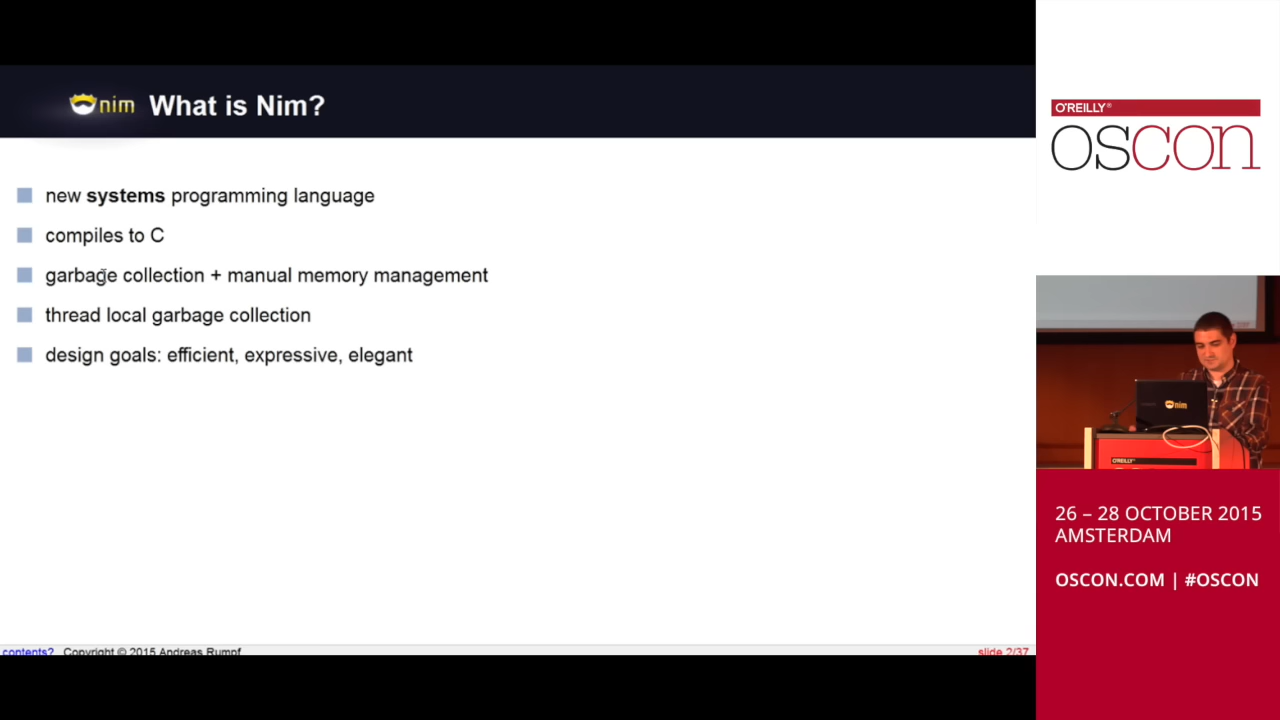 nim What is Nim?
new systems programming language
compiles to C
garbage collection + manual memory management
thread local garbage collection
design goals: efficient, expressive, elegant
contents? Copyright © 2015 Andreas Rumpf
slide 2/37
O'REILLY®
OSCON
nim
O'REILLY®
26 – 28 OCTOBER 2015
AMSTERDAM
OSCON.COM | #OSCON